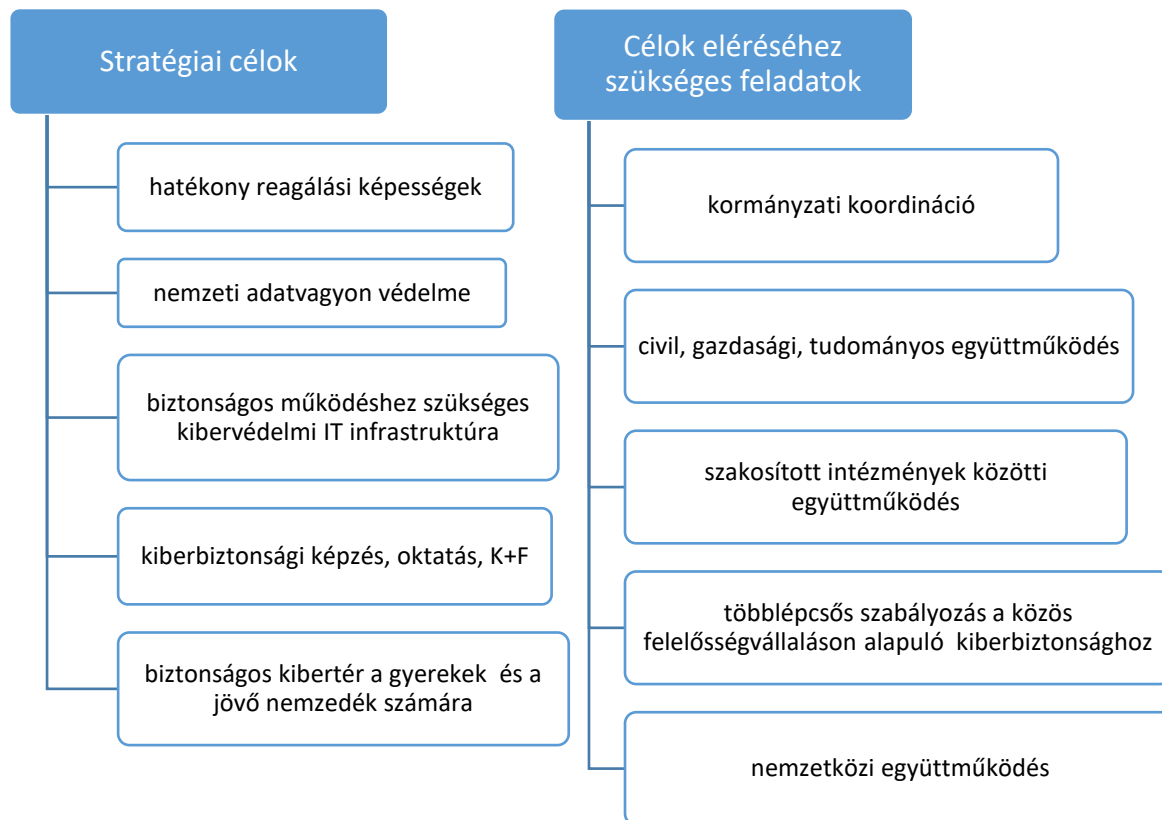 Stratégiai célok
hatékony reagálási képességek
nemzeti adatvagyon védelme
biztonságos működéshez szükséges
kibervédelmi IT infrastruktúra
kiberbiztonsági képzés, oktatás, K+F
biztonságos kibertér a gyerekek és a
jövő nemzedék számára
Célok eléréséhez
szükséges feladatok
kormányzati koordináció
civil, gazdasági, tudományos együttműködés
szakosított intézmények közötti
együttműködés
többlépcsős szabályozás a közös
felelősségvállaláson alapuló kiberbiztonsághoz
nemzetközi együttműködés